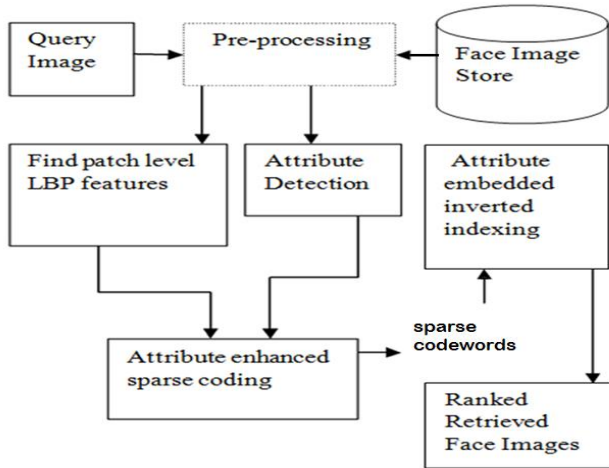 Query
Image
Pre-processing
Face Image
Store
Find patch level
LBP features
Attribute
Detection
Attribute
embedded
inverted
indexing
Attribute enhanced
sparse coding
sparse
codewords
Ranked
Retrieved
Face Images